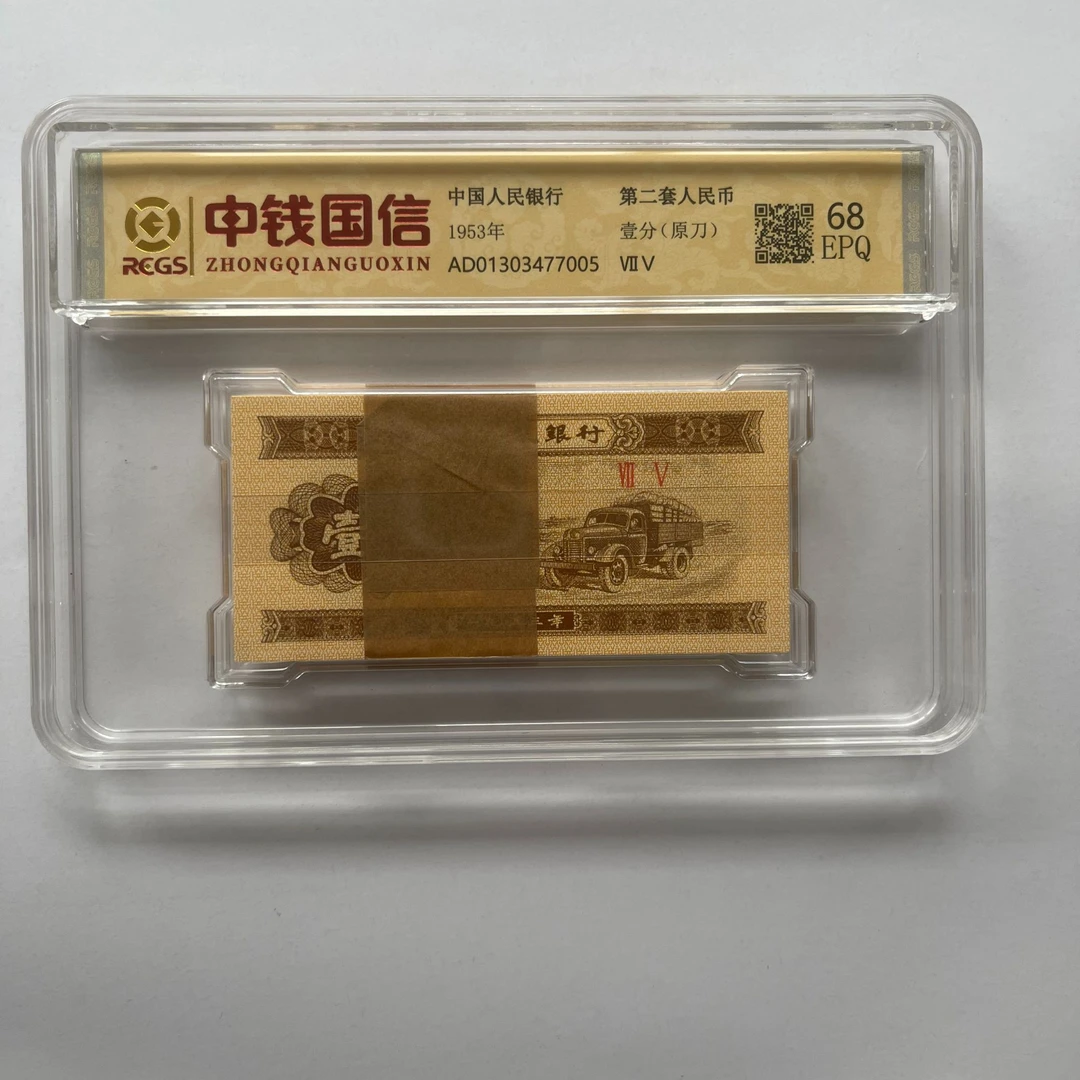 RCGS
中钱国信
ZHONGQIANGUOXIN
中国人民银行
1953年
AD01303477005
第二套人民币
壹分(原刀)
Ⅶ Ⅴ
68
EPQ
銀行
Ⅶ Ⅴ
壹